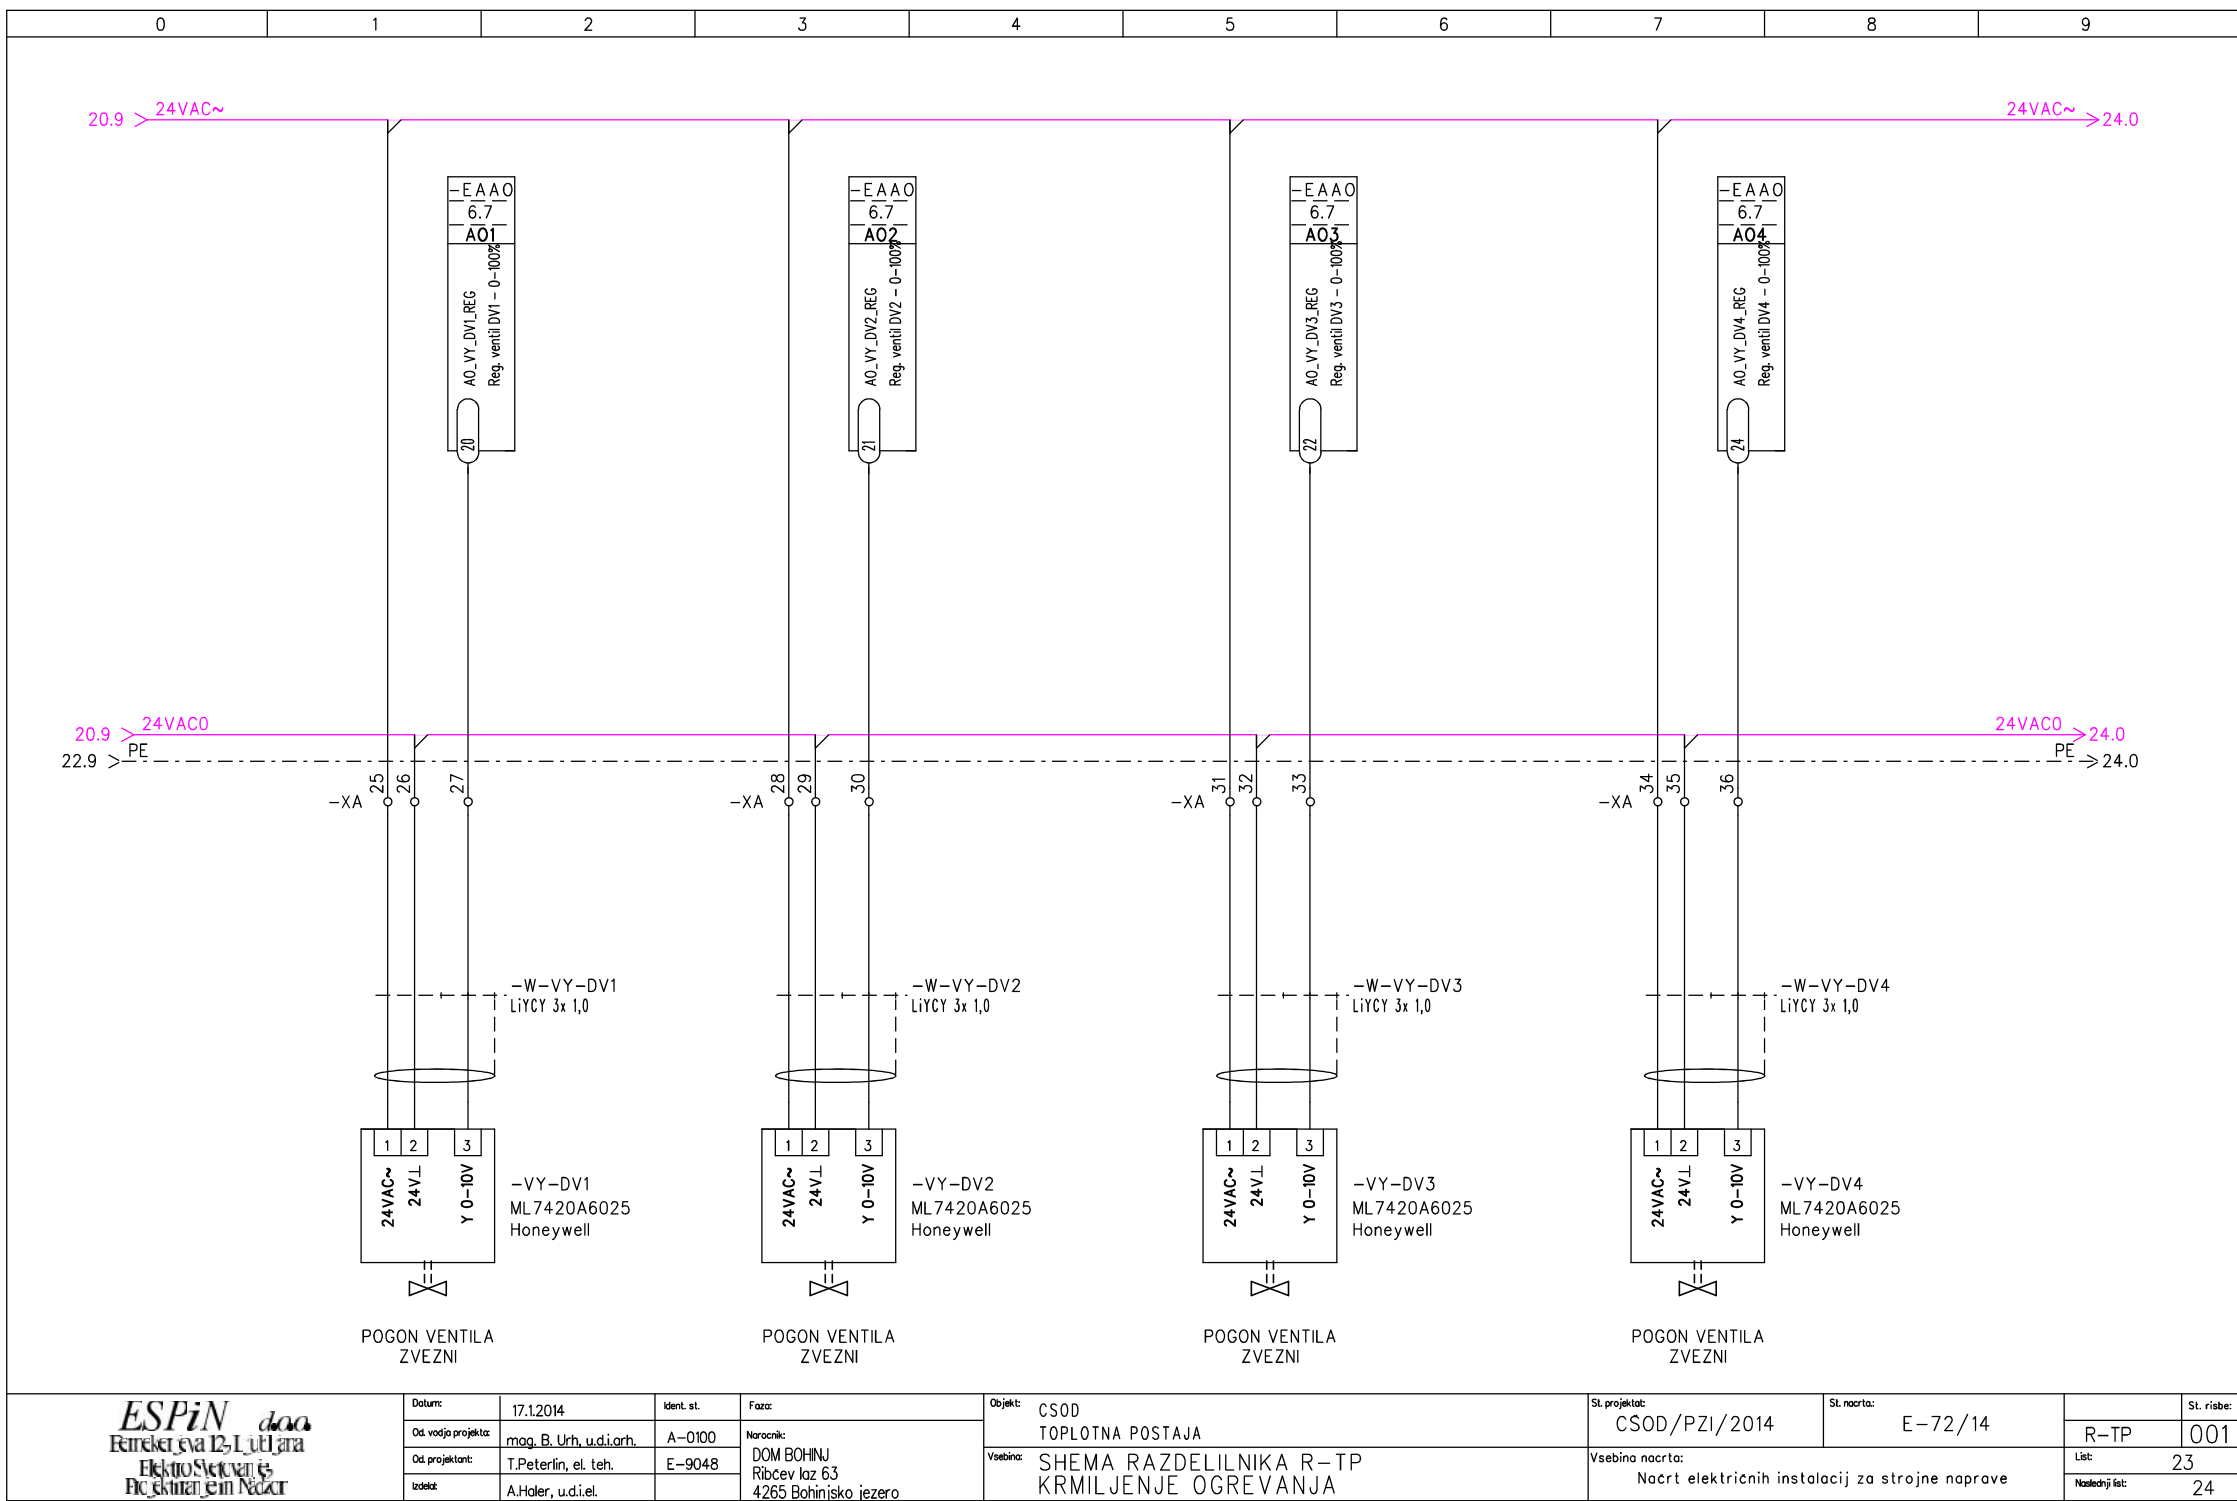 0 1 2 3 4 5 6 7 8 9
20.9 24VAC~ 24VAC~ 24.0
-EAAO -EAAO -EAAO -EAAO
6.7 6.7 6.7 6.7
AO1 AO2 AO3 AO4
AO_VY_DV1_REG
Reg. ventil DV1 - 0-100%
20
AO_VY_DV2_REG
Reg. ventil DV2 - 0-100%
21
AO_VY_DV3_REG
Reg. ventil DV3 - 0-100%
22
AO_VY_DV4_REG
Reg. ventil DV4 - 0-100%
24
20.9 24VAC0 24VAC0 24.0
22.9 PE PE 24.0
-XA 25 26 27 -XA 28 29 30 -XA 31 32 33 -XA 34 35 36
-W-VY-DV1 -W-VY-DV2 -W-VY-DV3 -W-VY-DV4
LiYCY 3x 1,0 LiYCY 3x 1,0 LiYCY 3x 1,0 LiYCY 3x 1,0
1 2 3 1 2 3 1 2 3 1 2 3
24VAC~ 24V⊥ Y 0-10V 24VAC~ 24V⊥ Y 0-10V 24VAC~ 24V⊥ Y 0-10V 24VAC~ 24V⊥ Y 0-10V
-VY-DV1 -VY-DV2 -VY-DV3 -VY-DV4
ML7420A6025 ML7420A6025 ML7420A6025 ML7420A6025
Honeywell Honeywell Honeywell Honeywell
POGON VENTILA POGON VENTILA POGON VENTILA POGON VENTILA
ZVEZNI ZVEZNI ZVEZNI ZVEZNI
ESPiN d.o.o.
12, Ljubljana
Elektro Svetovanje,
Projektiranje in Nadzor
Datum: 17.1.2014 Ident. st.
Od. vodja projekta: mag. B. Urh, u.d.i.arh. A-0100
Od. projektant: T.Peterlin, el. teh. E-9048
Izdelal: A.Haler, u.d.i.el.
Faza:
Narocnik:
DOM BOHINJ
Ribčev laz 63
4265 Bohinjsko jezero
Objekt: CSOD
TOPLOTNA POSTAJA
Vsebina: SHEMA RAZDELILNIKA R-TP
KRMILJENJE OGREVANJA
St. projektat: CSOD/PZI/2014
St. nacrta: E-72/14
Vsebina nacrta:
Nacrt elektricnih instalacij za strojne naprave
St. risbe:
R-TP 001
List: 23
Naslednji list: 24